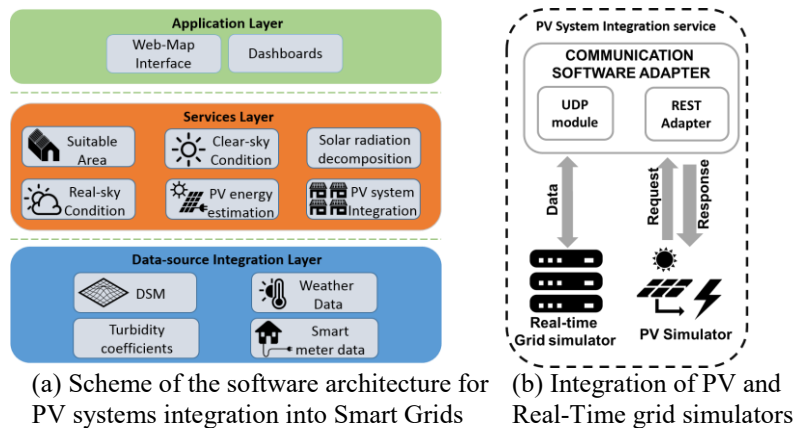 Application Layer
Web-Map
Interface
Dashboards
Services Layer
Suitable
Area
Clear-sky
Condition
Solar radiation
decomposition
Real-sky
Condition
PV energy
estimation
PV system
Integration
Data-source Integration Layer
DSM
Weather
Data
Turbidity
coefficients
Smart
meter data
(a) Scheme of the software architecture for
PV systems integration into Smart Grids
PV System Integration service
COMMUNICATION
SOFTWARE ADAPTER
UDP
module
REST
Adapter
Data
Request
Response
Real-time
Grid simulator
PV Simulator
(b) Integration of PV and
Real-Time grid simulators